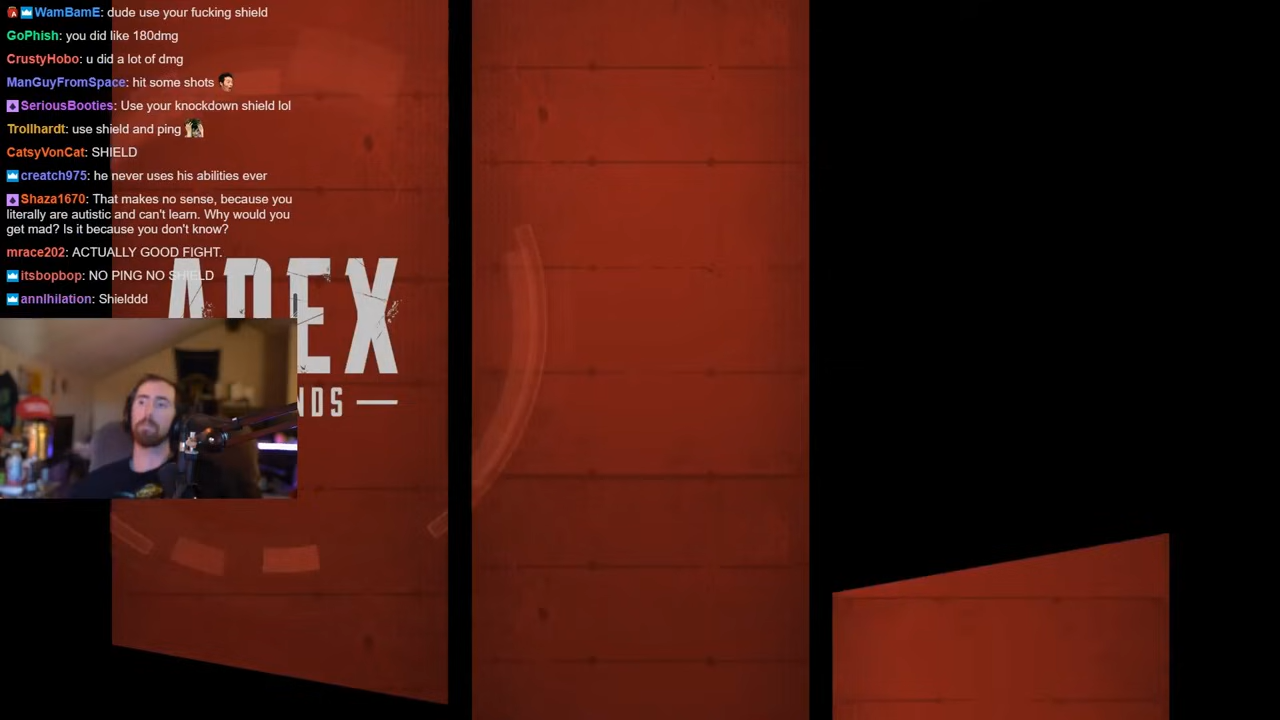 WamBamE: dude use your fucking shield
GoPhish: you did like 180dmg
CrustyHobo: u did a lot of dmg
ManGuyFromSpace: hit some shots
SeriousBooties: Use your knockdown shield lol
Trollhardt: use shield and ping
CatsyVonCat: SHIELD
creatch975: he never uses his abilities ever
Shaza1670: That makes no sense, because you
literally are autistic and can't learn. Why would you
get mad? Is it because you don't know?
mrace202: ACTUALLY GOOD FIGHT.
itsbopbop: NO PING NO SHIELD
annlhilation: Shielddd
APEX
NDS